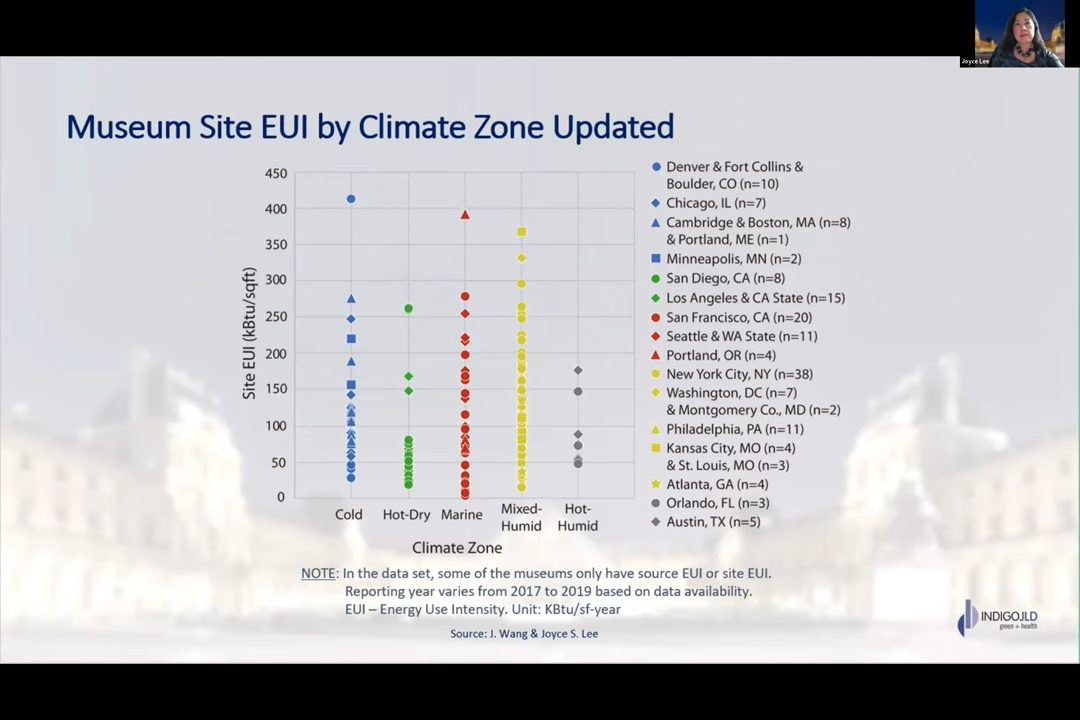 Joyce Lee
Museum Site EUI by Climate Zone Updated
Site EUI (kBtu/sqft)
450
400
350
300
250
200
150
100
50
0
Cold
Hot-Dry
Marine
Mixed-
Humid
Hot-
Humid
Climate Zone
Denver & Fort Collins &
Boulder, CO (n=10)
Chicago, IL (n=7)
Cambridge & Boston, MA (n=8)
& Portland, ME (n=1)
Minneapolis, MN (n=2)
San Diego, CA (n=8)
Los Angeles & CA State (n=15)
San Francisco, CA (n=20)
Seattle & WA State (n=11)
Portland, OR (n=4)
New York City, NY (n=38)
Washington, DC (n=7)
& Montgomery Co., MD (n=2)
Philadelphia, PA (n=11)
Kansas City, MO (n=4)
& St. Louis, MO (n=3)
Atlanta, GA (n=4)
Orlando, FL (n=3)
Austin, TX (n=5)
NOTE: In the data set, some of the museums only have source EUI or site EUI.
Reporting year varies from 2017 to 2019 based on data availability.
EUI – Energy Use Intensity. Unit: KBtu/sf-year
Source: J. Wang & Joyce S. Lee
INDIGOJLD
green + health